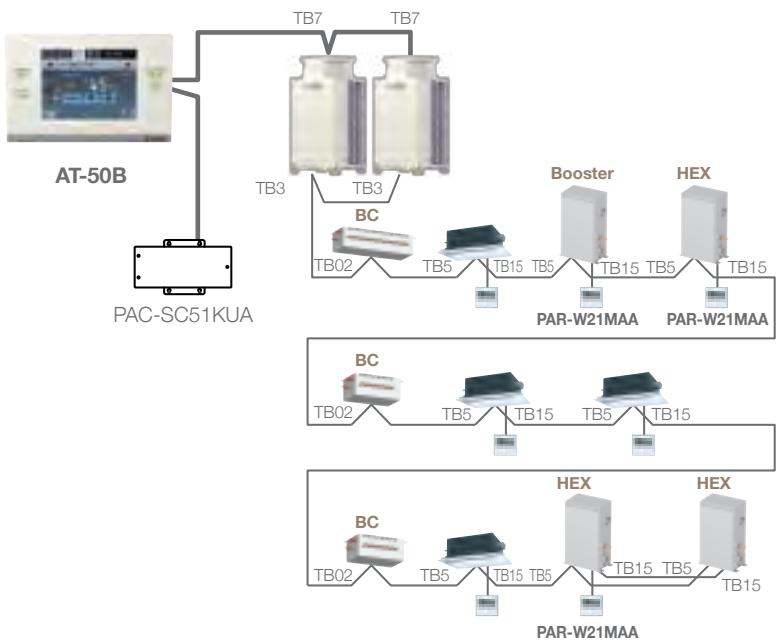 TB7 TB7
AT-50B
TB3 TB3
Booster HEX
BC
TB02 TB5 TB15 TB5 TB15 TB5 TB15
PAC-SC51KUA
PAR-W21MAA PAR-W21MAA
BC
TB02 TB5 TB15 TB5 TB15
HEX HEX
BC
TB02 TB5 TB15 TB5 TB15 TB5 TB15
PAR-W21MAA